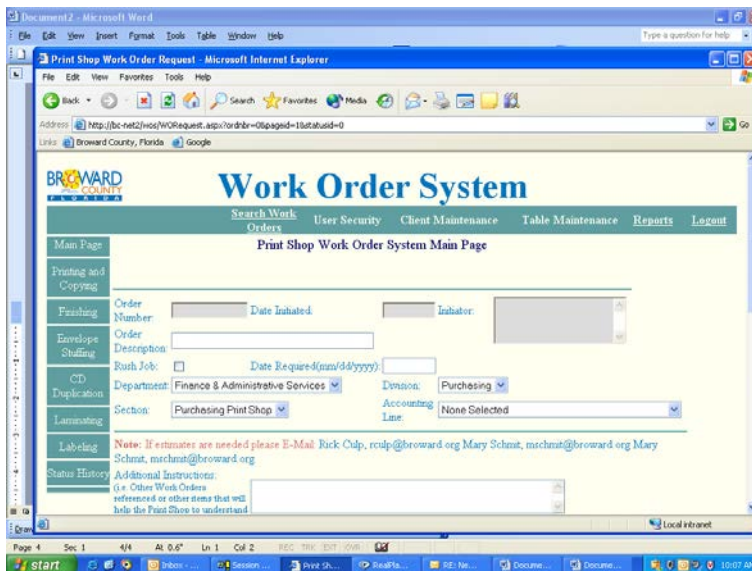 Document2 - Microsoft Word
File Edit View Insert Format Tools Table Window Help
Type a question for help
Print Shop Work Order Request - Microsoft Internet Explorer
File Edit View Favorites Tools Help
Back Search Favorites Media
Address http://bc-net2/wos/WORequest.aspx?ordnbr=0&pageid=1&statusid=0 Go
Links Broward County, Florida Google
BROWARD
COUNTY
FLORIDA
Work Order System
Search Work Orders User Security Client Maintenance Table Maintenance Reports Logout
Main Page
Print Shop Work Order System Main Page
Printing and Copying
Finishing
Envelope Stuffing
CD Duplication
Laminating
Labeling
Status History
Order Number: Date Initiated: Initiator:
Order Description:
Rush Job: Date Required(mm/dd/yyyy):
Department: Finance & Administrative Services Division: Purchasing
Section: Purchasing Print Shop Accounting Line: None Selected
Note: If estimates are needed please E-Mail: Rick Culp, rculp@broward.org Mary Schmit, mschmit@broward.org Mary
Schmit, mschmit@broward.org
Additional Instructions:
(i.e. Other Work Orders
referenced or other items that will
help the Print Shop to understand
Local intranet
Draw
Page 4 Sec 1 4/4 At 0.6" Ln 1 Col 2 REC TRK EXT OVR
start Inbox - ... Session ... Print Sh... RealPla... RE: Ne... Docume... Docume... 10:07 AM